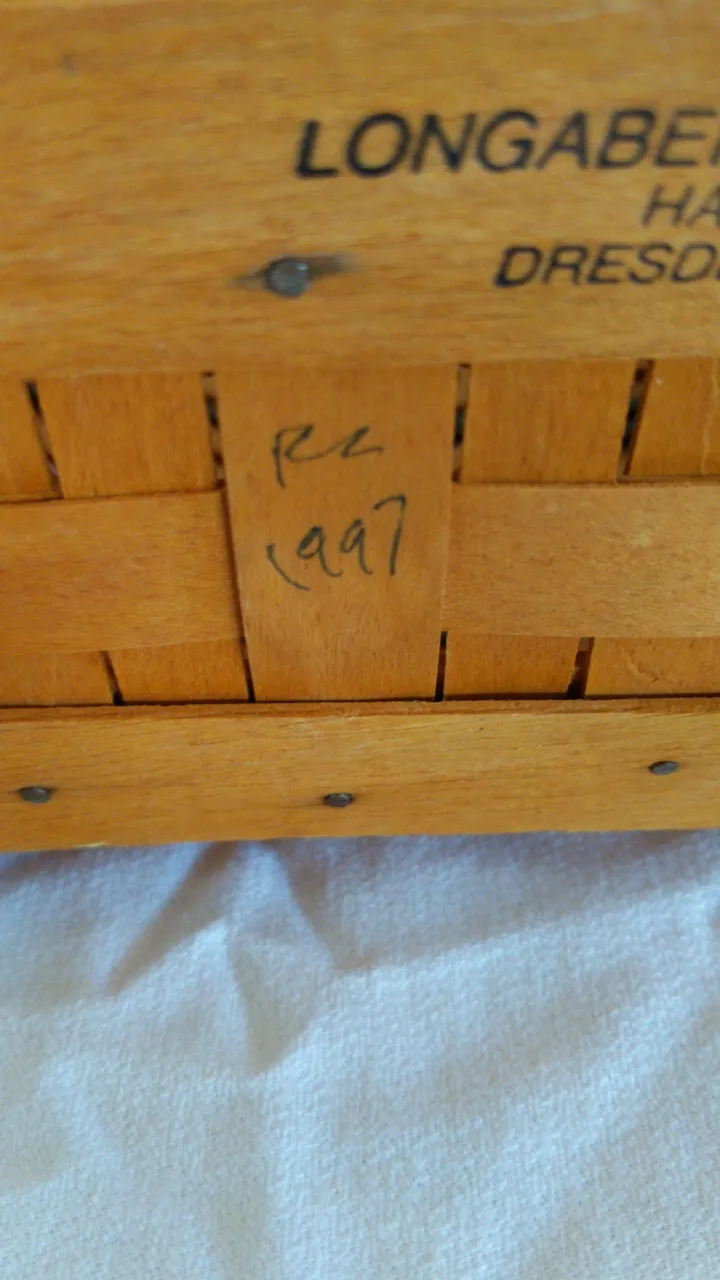 LONGABE
HA
DRESD
RL
1997